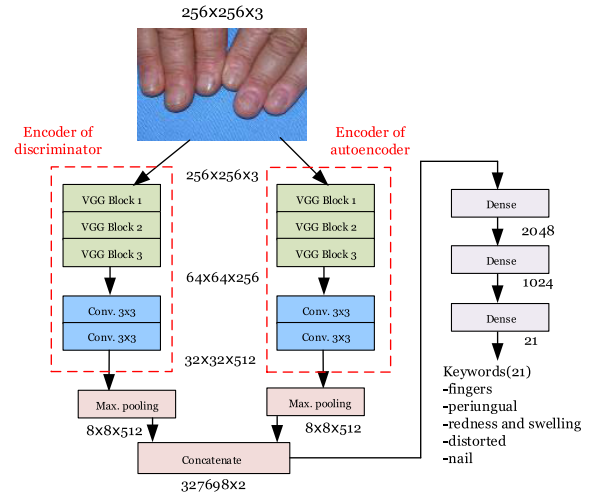 256x256x3
Encoder of
discriminator
Encoder of
autoencoder
256x256x3
VGG Block 1
VGG Block 2
VGG Block 3
VGG Block 1
VGG Block 2
VGG Block 3
64x64x256
Conv. 3x3
Conv. 3x3
Conv. 3x3
Conv. 3x3
32x32x512
Max. pooling
Max. pooling
8x8x512
8x8x512
Concatenate
327698x2
Dense
2048
Dense
1024
Dense
21
Keywords(21)
-fingers
-periungual
-redness and swelling
-distorted
-nail